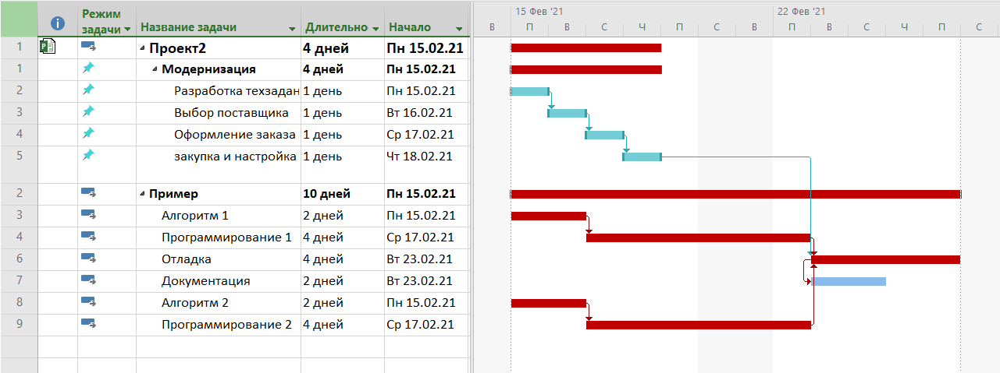 15 Фев '21 22 Фев '21
Режим задачи Название задачи Длительно Начало В П В С Ч П С В П В С Ч П С
1 Проект2 4 дней Пн 15.02.21
1 Модернизация 4 дней Пн 15.02.21
2 Разработка техзадан 1 день Пн 15.02.21
3 Выбор поставщика 1 день Вт 16.02.21
4 Оформление заказа 1 день Ср 17.02.21
5 закупка и настройка 1 день Чт 18.02.21
2 Пример 10 дней Пн 15.02.21
3 Алгоритм 1 2 дней Пн 15.02.21
4 Программирование 1 4 дней Ср 17.02.21
6 Отладка 4 дней Вт 23.02.21
7 Документация 2 дней Вт 23.02.21
8 Алгоритм 2 2 дней Пн 15.02.21
9 Программирование 2 4 дней Ср 17.02.21